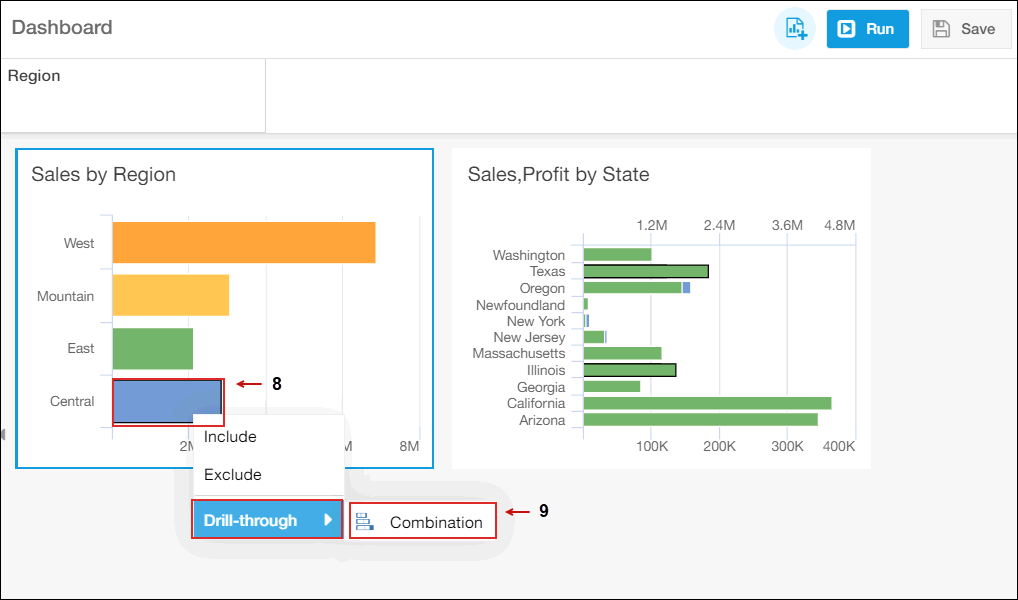 Dashboard
Run
Save
Region
Sales by Region
West
Mountain
East
Central
2M
M
8M
8
Include
Exclude
Drill-through
Combination
9
Sales,Profit by State
1.2M 2.4M 3.6M 4.8M
Washington
Texas
Oregon
Newfoundland
New York
New Jersey
Massachusetts
Illinois
Georgia
California
Arizona
100K 200K 300K 400K